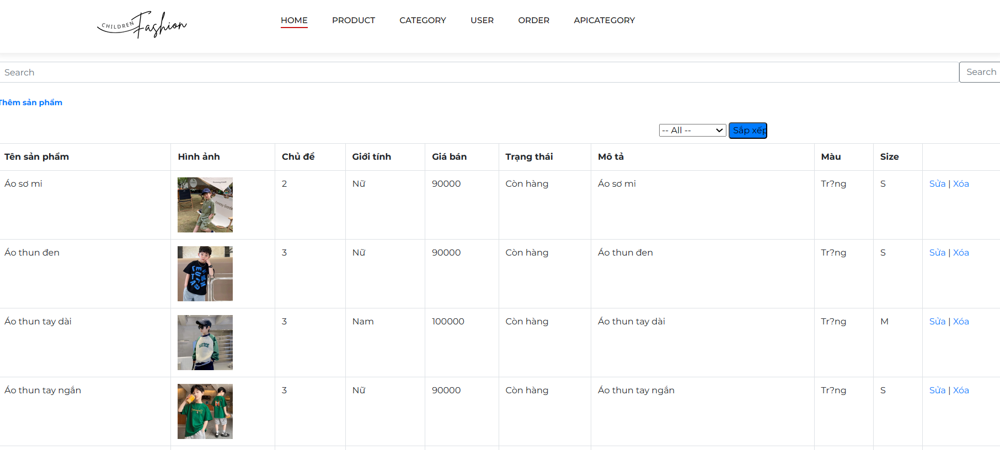 CHILDREN Fashion
HOME PRODUCT CATEGORY USER ORDER APICATEGORY
Search Search
Thêm sản phẩm
-- All -- Sắp xếp
Tên sản phẩm Hình ảnh Chủ đề Giới tính Giá bán Trạng thái Mô tả Màu Size
Áo sơ mi 2 Nữ 90000 Còn hàng Áo sơ mi Tr?ng S Sửa | Xóa
Áo thun đen 3 Nữ 90000 Còn hàng Áo thun đen Tr?ng S Sửa | Xóa
Áo thun tay dài 3 Nam 100000 Còn hàng Áo thun tay dài Tr?ng M Sửa | Xóa
Áo thun tay ngắn 3 Nữ 90000 Còn hàng Áo thun tay ngắn Tr?ng S Sửa | Xóa